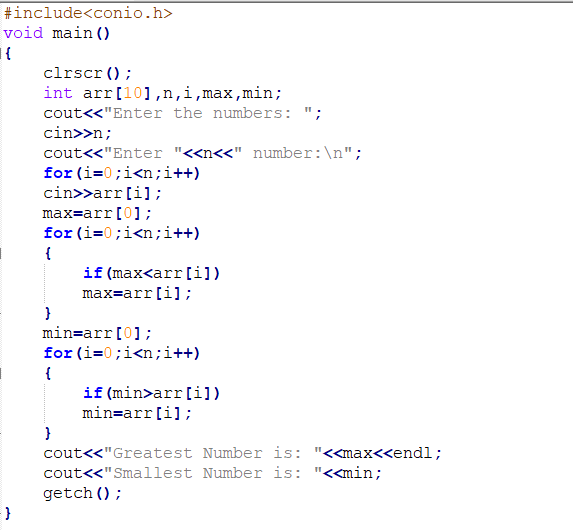 #include<conio.h>
void main()
{
    clrscr();
    int arr[10],n,i,max,min;
    cout<<"Enter the numbers: ";
    cin>>n;
    cout<<"Enter "<<n<<" number:\n";
    for(i=0;i<n;i++)
    cin>>arr[i];
    max=arr[0];
    for(i=0;i<n;i++)
    {
        if(max<arr[i])
        max=arr[i];
    }
    min=arr[0];
    for(i=0;i<n;i++)
    {
        if(min>arr[i])
        min=arr[i];
    }
    cout<<"Greatest Number is: "<<max<<endl;
    cout<<"Smallest Number is: "<<min;
    getch();
}